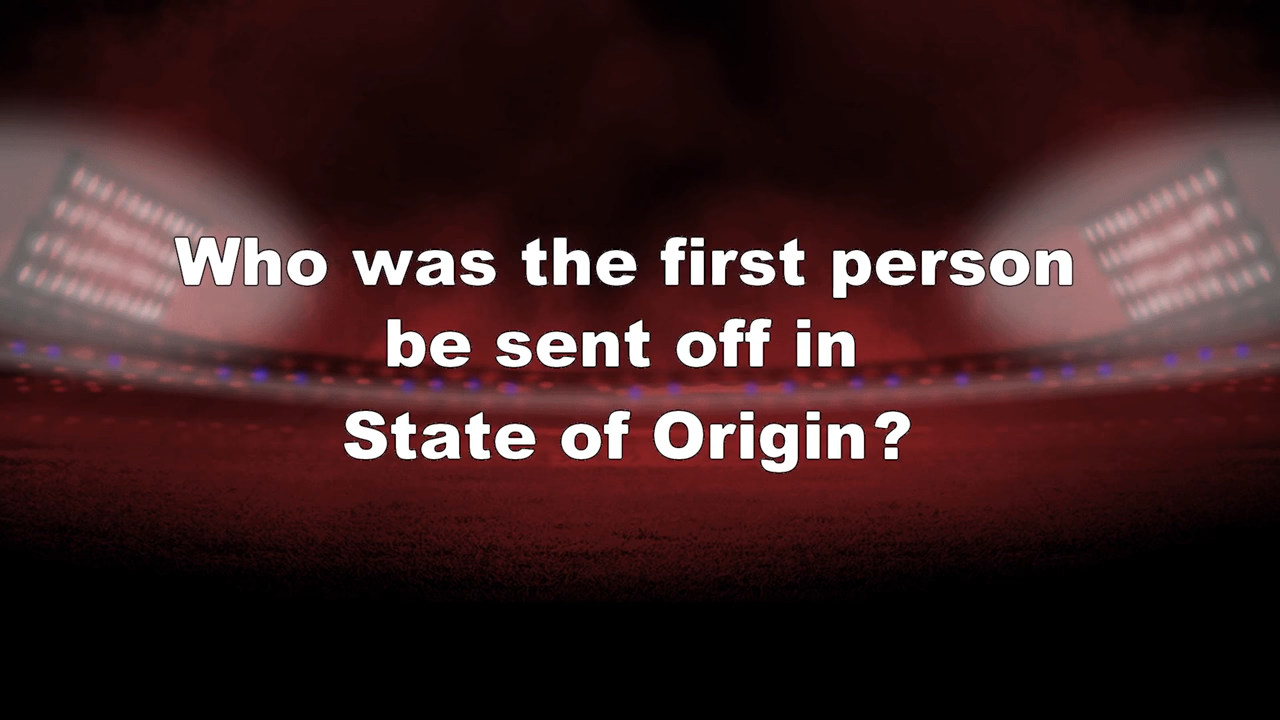 Who was the first person
be sent off in
State of Origin?